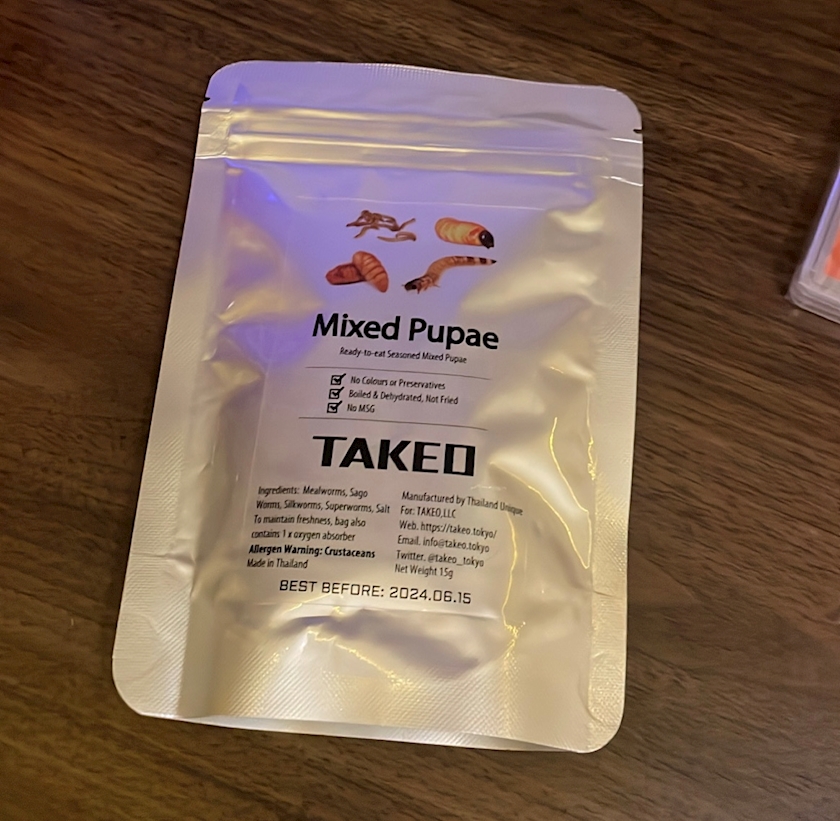 Mixed Pupae
Ready-to-eat Seasoned Mixed Pupae
No Colours or Preservatives
Boiled & Dehydrated, Not Fried
No MSG
TAKEO
Ingredients: Mealworms, Sago
Worms, Silkworms, Superworms, Salt
To maintain freshness, bag also
contains 1 x oxygen absorber
Allergen Warning: Crustaceans
Made in Thailand
Manufactured by Thailand Unique
For: TAKEO,LLC
Web. https://takeo.tokyo/
Email. info@takeo.tokyo
Twitter. @takeo_tokyo
Net Weight 15g
BEST BEFORE: 2024.06.15